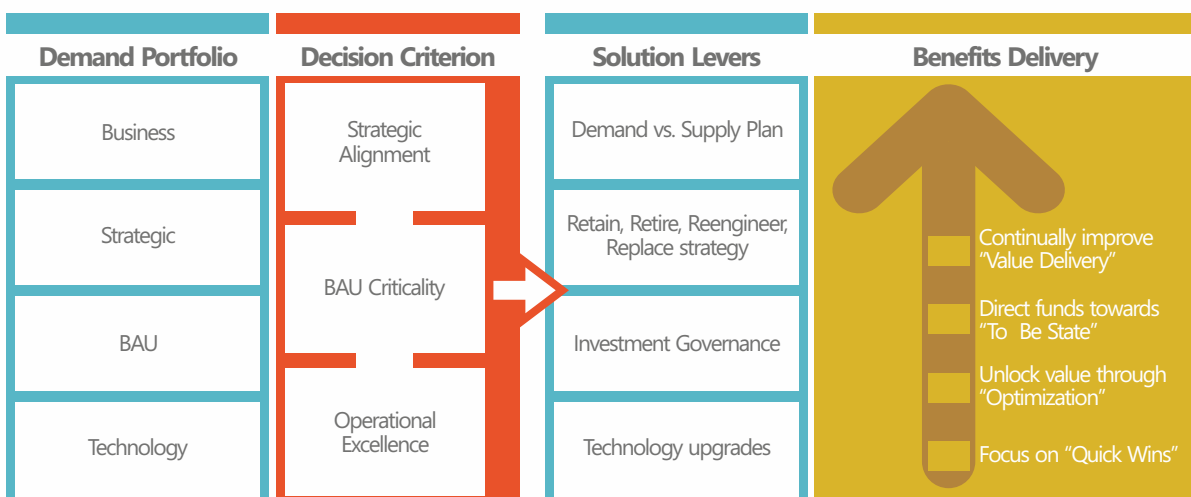 Demand Portfolio
Business
Strategic
BAU
Technology
Decision Criterion
Strategic
Alignment
BAU Criticality
Operational
Excellence
Solution Levers
Demand vs. Supply Plan
Retain, Retire, Reengineer,
Replace strategy
Investment Governance
Technology upgrades
Benefits Delivery
Continually improve
“Value Delivery”
Direct funds towards
“To Be State”
Unlock value through
“Optimization”
Focus on “Quick Wins”